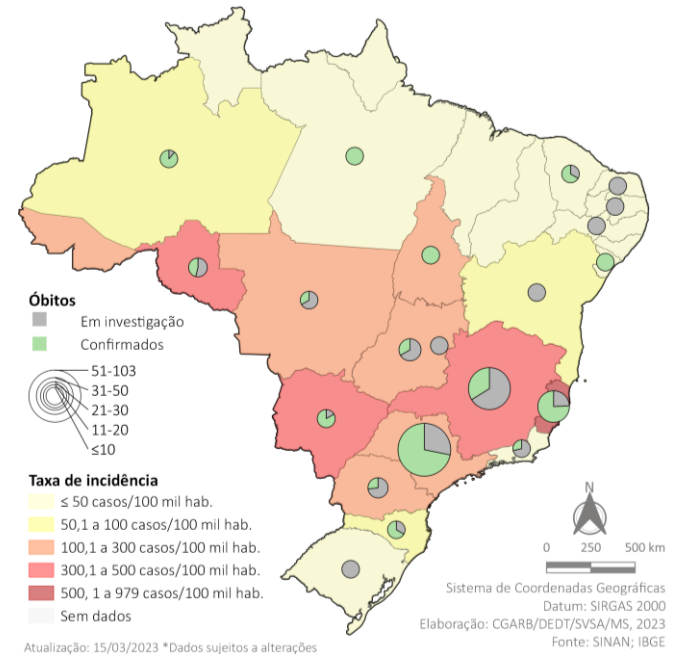 Óbitos
Em investigação
Confirmados
51-103
31-50
21-30
11-20
≤10
Taxa de incidência
≤ 50 casos/100 mil hab.
50,1 a 100 casos/100 mil hab.
100,1 a 300 casos/100 mil hab.
300,1 a 500 casos/100 mil hab.
500, 1 a 979 casos/100 mil hab.
Sem dados
Atualização: 15/03/2023 *Dados sujeitos a alterações
N
0 250 500 km
Sistema de Coordenadas Geográficas
Datum: SIRGAS 2000
Elaboração: CGARB/DEDT/SVSA/MS, 2023
Fonte: SINAN; IBGE